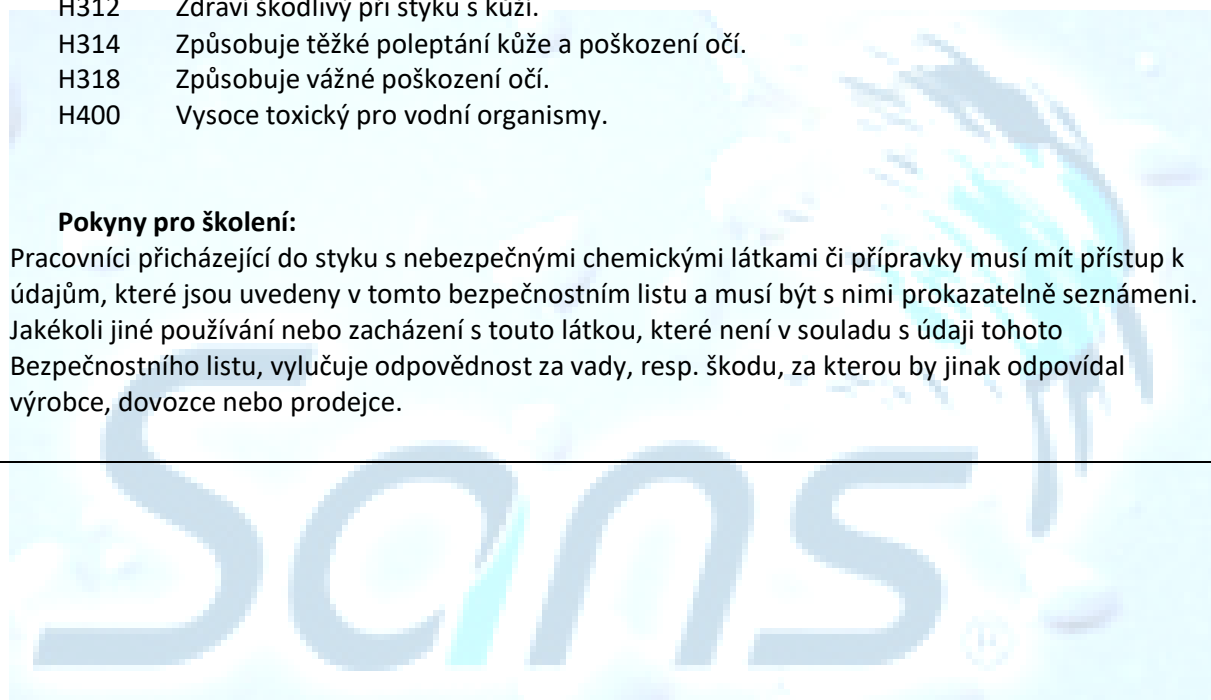 H312 Zdraví škodlivý při styku s kůží.
H314 Způsobuje těžké poleptání kůže a poškození očí.
H318 Způsobuje vážné poškození očí.
H400 Vysoce toxický pro vodní organismy.
Pokyny pro školení:
Pracovníci přicházející do styku s nebezpečnými chemickými látkami či přípravky musí mít přístup k
údajům, které jsou uvedeny v tomto bezpečnostním listu a musí být s nimi prokazatelně seznámeni.
Jakékoli jiné používání nebo zacházení s touto látkou, které není v souladu s údaji tohoto
Bezpečnostního listu, vylučuje odpovědnost za vady, resp. škodu, za kterou by jinak odpovídal
výrobce, dovozce nebo prodejce.
Sans®